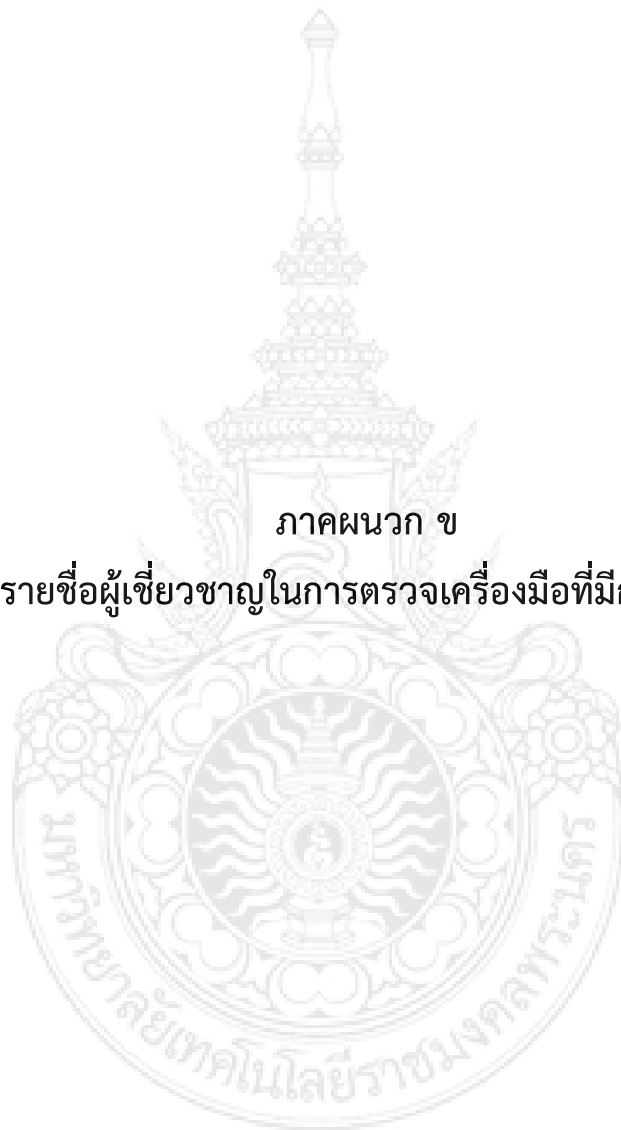 ภาคผนวก ข
รายชื่อผู้เชี่ยวชาญในการตรวจเครื่องมือที่มี
มหาวิทยาลัยเทคโนโลยีราชมงคลพระนคร